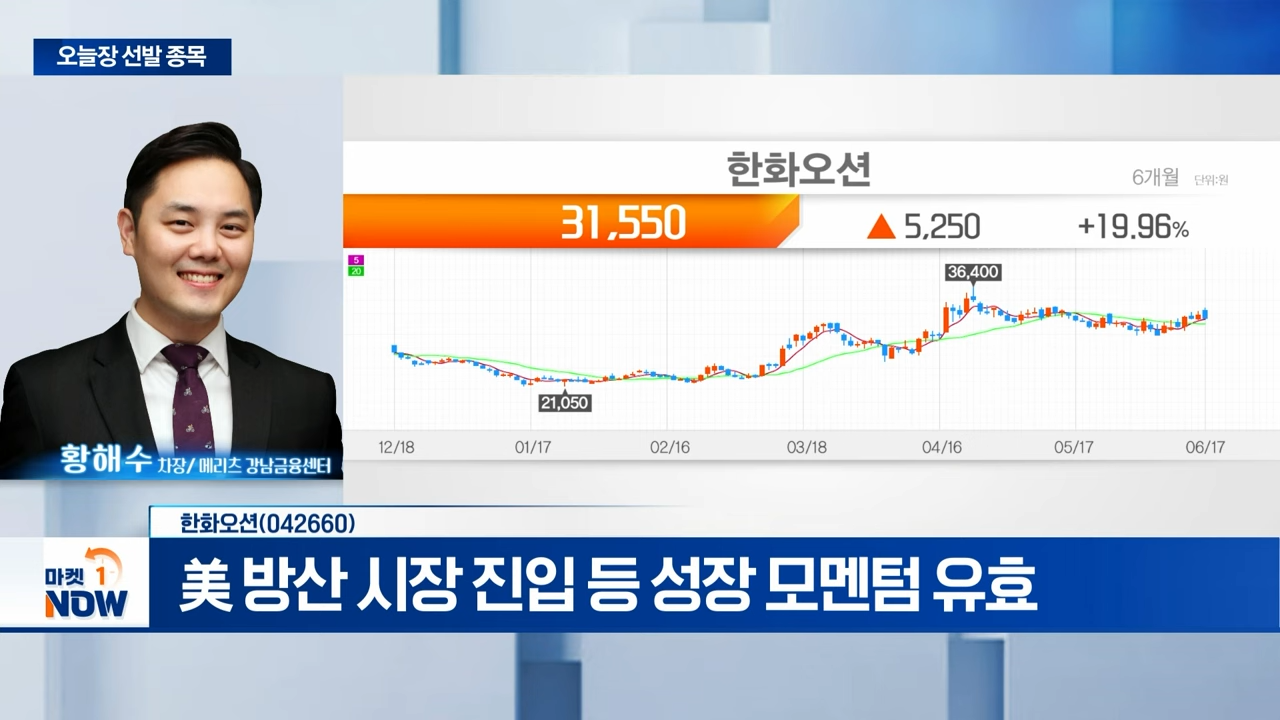 오늘장 선발 종목
한화오션
6개월 단위:원
31,550 ▲ 5,250 +19.96%
5
20
36,400
21,050
12/18 01/17 02/16 03/18 04/16 05/17 06/17
황해수 차장/ 메리츠 강남금융센터
한화오션(042660)
마켓 1
NOW
美 방산 시장 진입 등 성장 모멘텀 유효